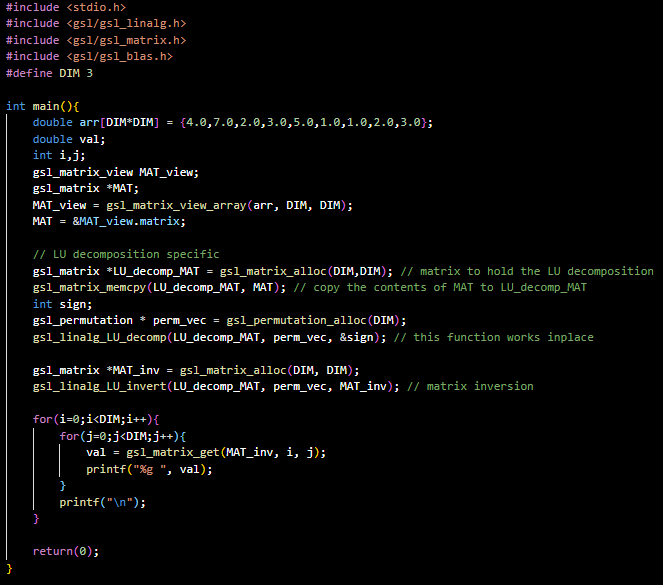 #include <stdio.h>
#include <gsl/gsl_linalg.h>
#include <gsl/gsl_matrix.h>
#include <gsl/gsl_blas.h>
#define DIM 3

int main(){
    double arr[DIM*DIM] = {4.0,7.0,2.0,3.0,5.0,1.0,1.0,2.0,3.0};
    double val;
    int i,j;
    gsl_matrix_view MAT_view;
    gsl_matrix *MAT;
    MAT_view = gsl_matrix_view_array(arr, DIM, DIM);
    MAT = &MAT_view.matrix;

    // LU decomposition specific
    gsl_matrix *LU_decomp_MAT = gsl_matrix_alloc(DIM,DIM); // matrix to hold the LU decomposition
    gsl_matrix_memcpy(LU_decomp_MAT, MAT); // copy the contents of MAT to LU_decomp_MAT
    int sign;
    gsl_permutation * perm_vec = gsl_permutation_alloc(DIM);
    gsl_linalg_LU_decomp(LU_decomp_MAT, perm_vec, &sign); // this function works inplace

    gsl_matrix *MAT_inv = gsl_matrix_alloc(DIM, DIM);
    gsl_linalg_LU_invert(LU_decomp_MAT, perm_vec, MAT_inv); // matrix inversion

    for(i=0;i<DIM;i++){
        for(j=0;j<DIM;j++){
            val = gsl_matrix_get(MAT_inv, i, j);
            printf("%g ", val);
        }
        printf("\n");
    }

    return(0);
}